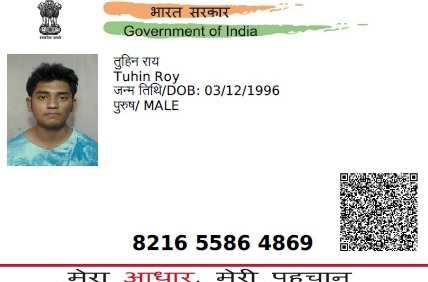 भारत सरकार
Government of India
तुहिन राय
Tuhin Roy
जन्म तिथि/DOB: 03/12/1996
पुरुष/ MALE
8216 5586 4869
मेरा आधार, मेरी पहचान